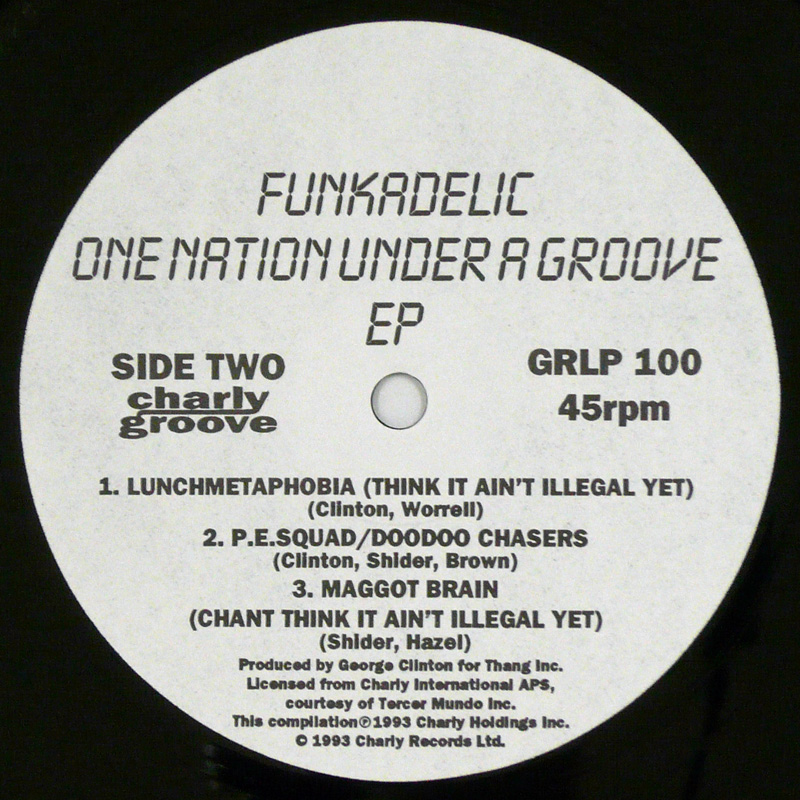 FUNKADELIC
ONE NATION UNDER A GROOVE
EP
SIDE TWO
charly
groove
GRLP 100
45rpm
1. LUNCHMETAPHOBIA (THINK IT AIN'T ILLEGAL YET)
(Clinton, Worrell)
2. P.E.SQUAD/DOODOO CHASERS
(Clinton, Shider, Brown)
3. MAGGOT BRAIN
(CHANT THINK IT AIN'T ILLEGAL YET)
(Shider, Hazel)
Produced by George Clinton for Thang Inc.
Licensed from Charly International APS,
courtesy of Tercer Mundo Inc.
This compilation℗1993 Charly Holdings Inc.
© 1993 Charly Records Ltd.